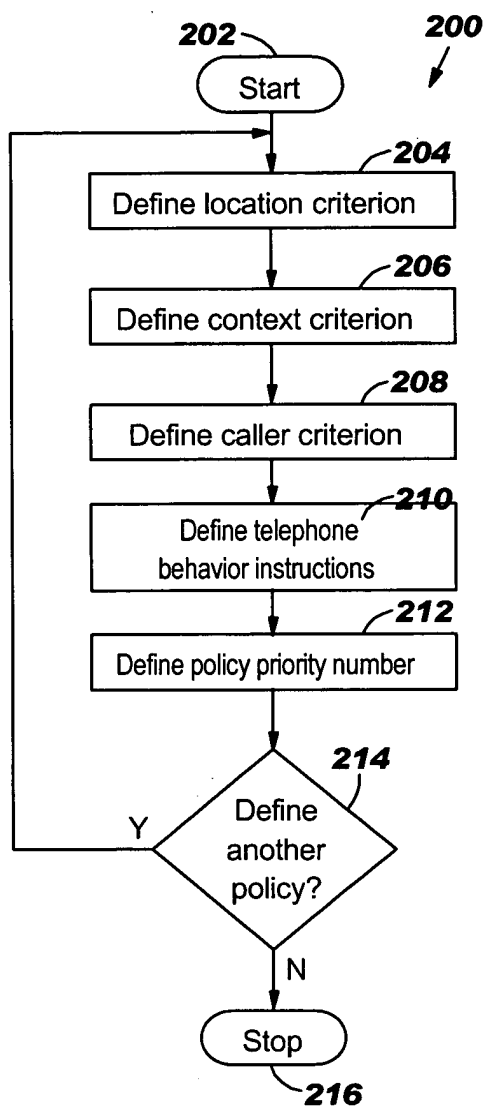 202
200
Start
204
Define location criterion
206
Define context criterion
208
Define caller criterion
210
Define telephone
behavior instructions
212
Define policy priority number
214
Y
Define
another
policy?
N
Stop
216